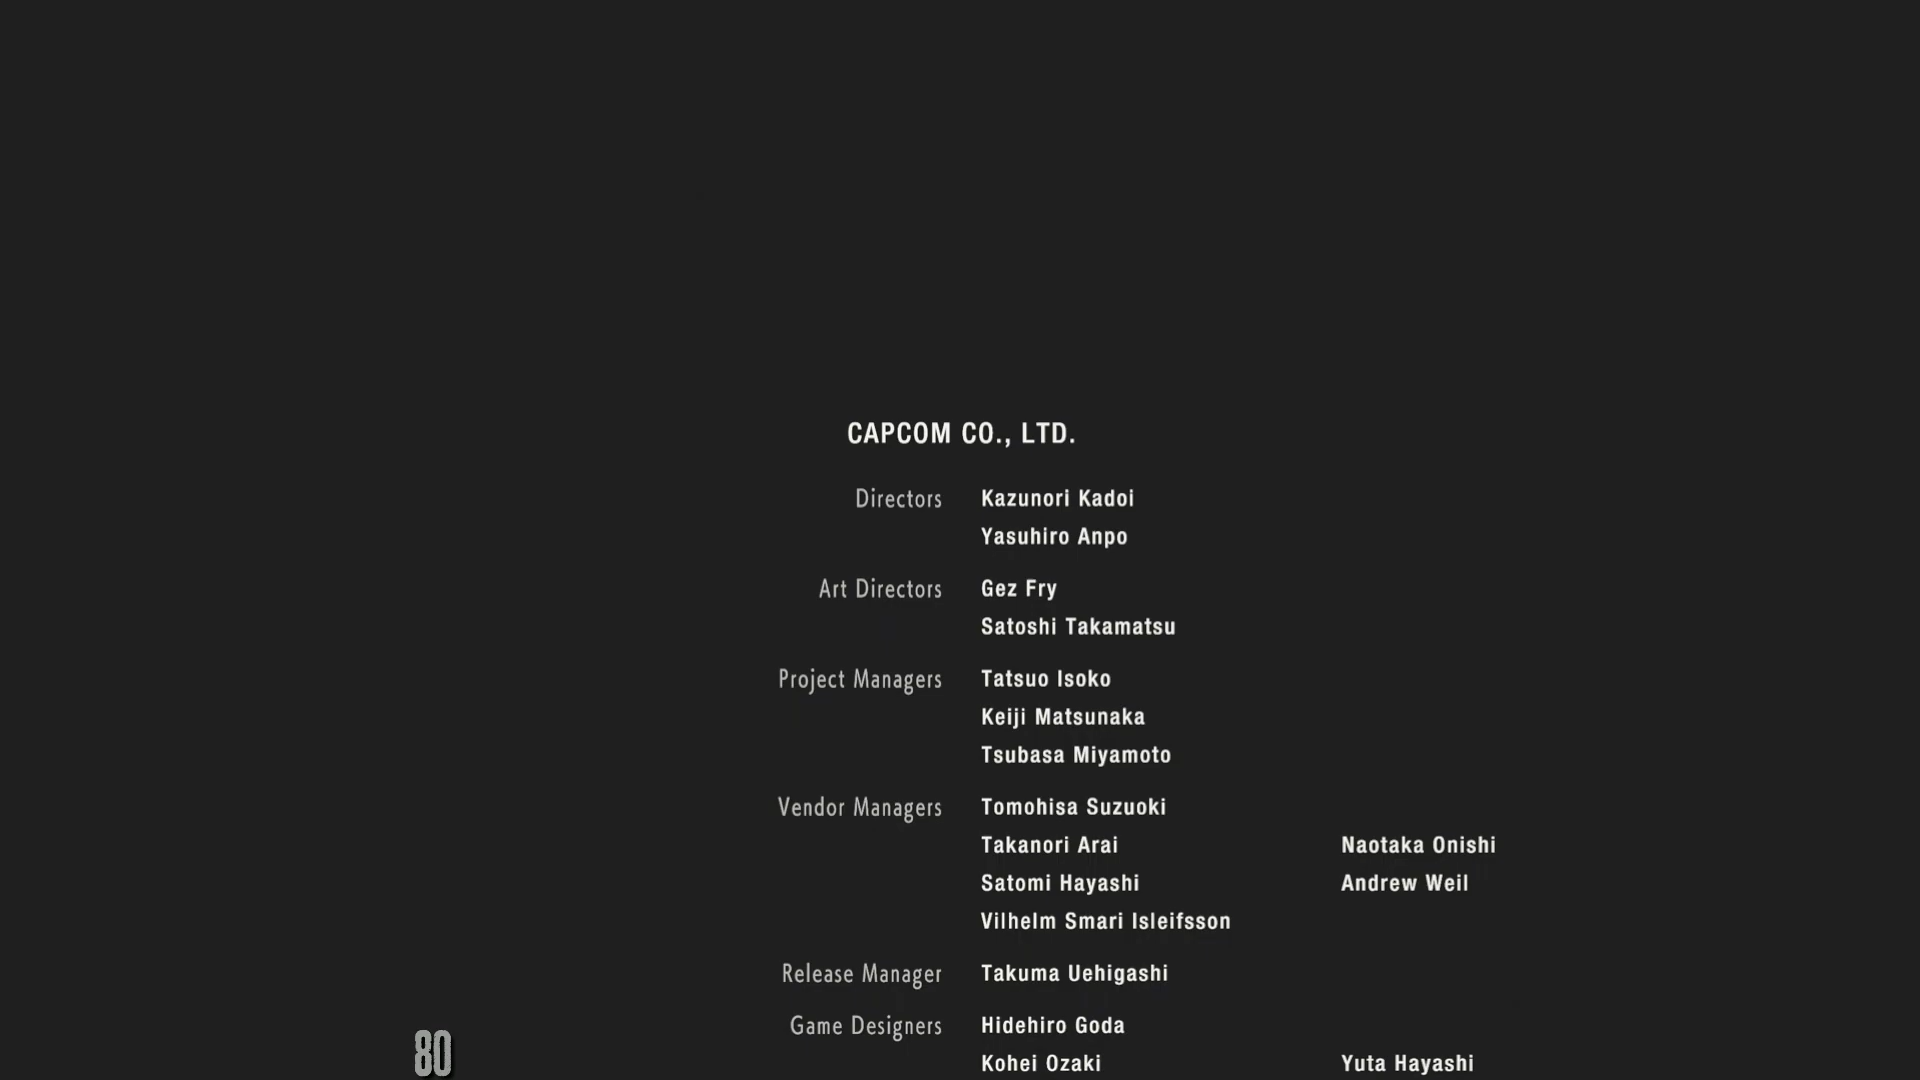 CAPCOM CO., LTD.
Directors Kazunori Kadoi
Yasuhiro Anpo
Art Directors Gez Fry
Satoshi Takamatsu
Project Managers Tatsuo Isoko
Keiji Matsunaka
Tsubasa Miyamoto
Vendor Managers Tomohisa Suzuoki
Takanori Arai Naotaka Onishi
Satomi Hayashi Andrew Weil
Vilhelm Smari Isleifsson
Release Manager Takuma Uehigashi
Game Designers Hidehiro Goda
Kohei Ozaki Yuta Hayashi
80